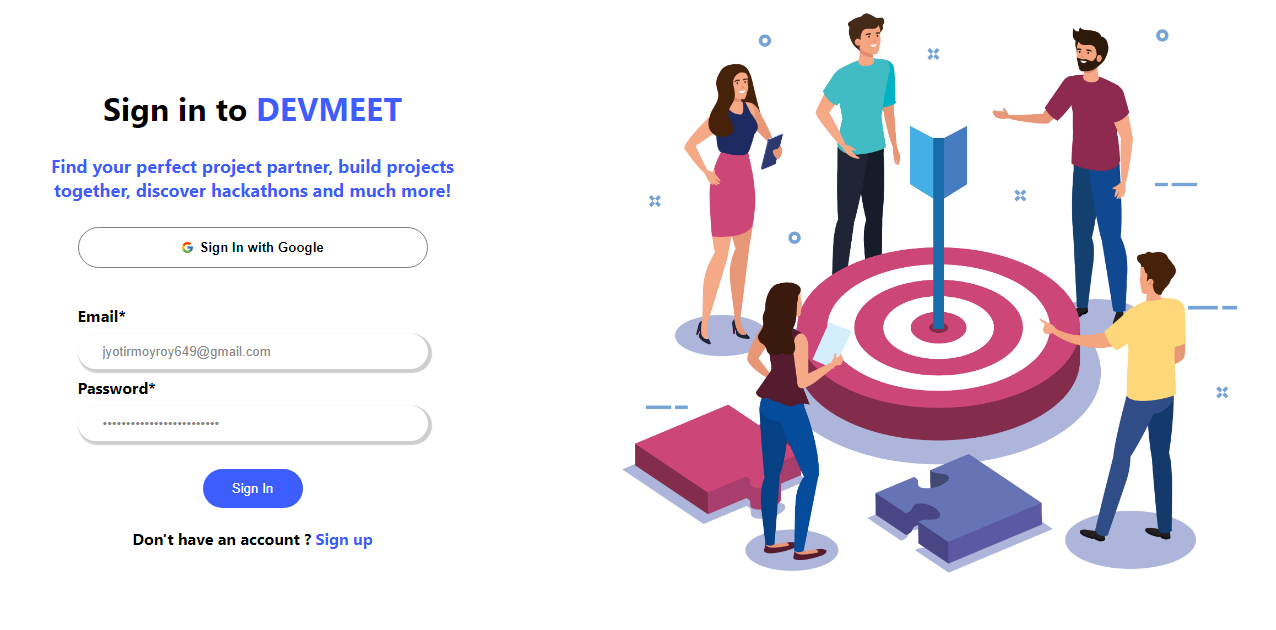 Sign in to DEVMEET
Find your perfect project partner, build projects
together, discover hackathons and much more!
Sign In with Google
Email*
jyotirmoyroy649@gmail.com
Password*
•••••••••••••••••••••••••
Sign In
Don't have an account ? Sign up